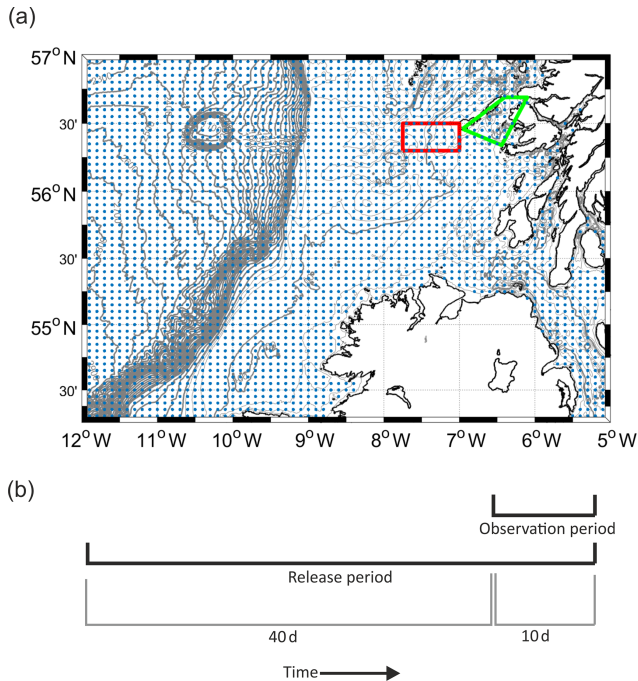 (a)
57° N
30'
56° N
30'
55° N
30'
12° W 11° W 10° W 9° W 8° W 7° W 6° W 5° W
(b)
Observation period
Release period
40 d 10 d
Time